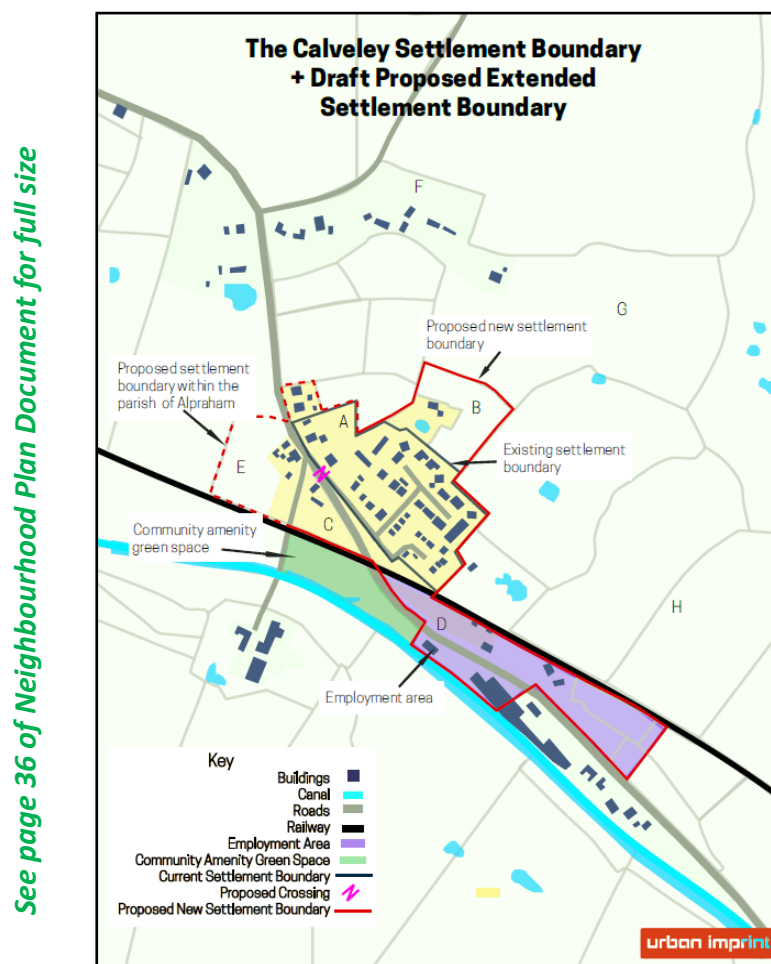 The Calveley Settlement Boundary
+ Draft Proposed Extended
Settlement Boundary
See page 36 of Neighbourhood Plan Document for full size
F
G
Proposed new settlement
boundary
Proposed settlement
boundary within the
parish of Alpraham
A
B
Existing settlement
boundary
E
N
C
Community amenity
green space
H
D
Employment area
Key
Buildings
Canal
Roads
Railway
Employment Area
Community Amenity Green Space
Current Settlement Boundary
Proposed Crossing
N
Proposed New Settlement Boundary
urban imprint